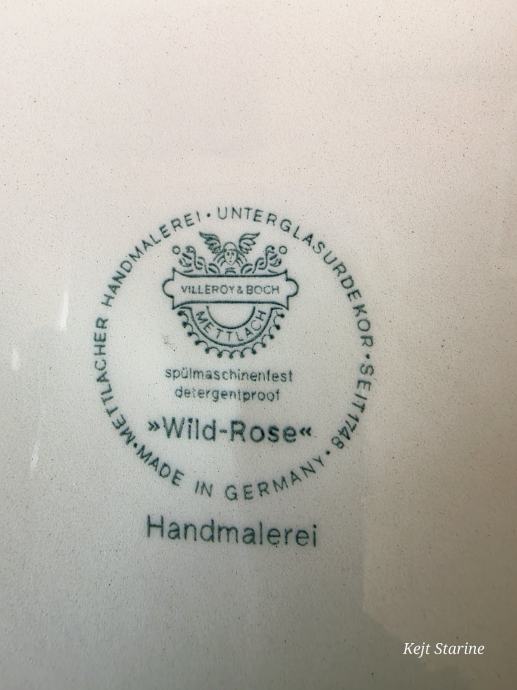 METTLACHER HANDMALEREI · UNTERGLASURDEKOR · SEIT 1748 ·
VILLEROY & BOCH
METTLACH
spülmaschinenfest
detergentproof
»Wild-Rose«
· MADE IN GERMANY ·
Handmalerei
Kejt Starine